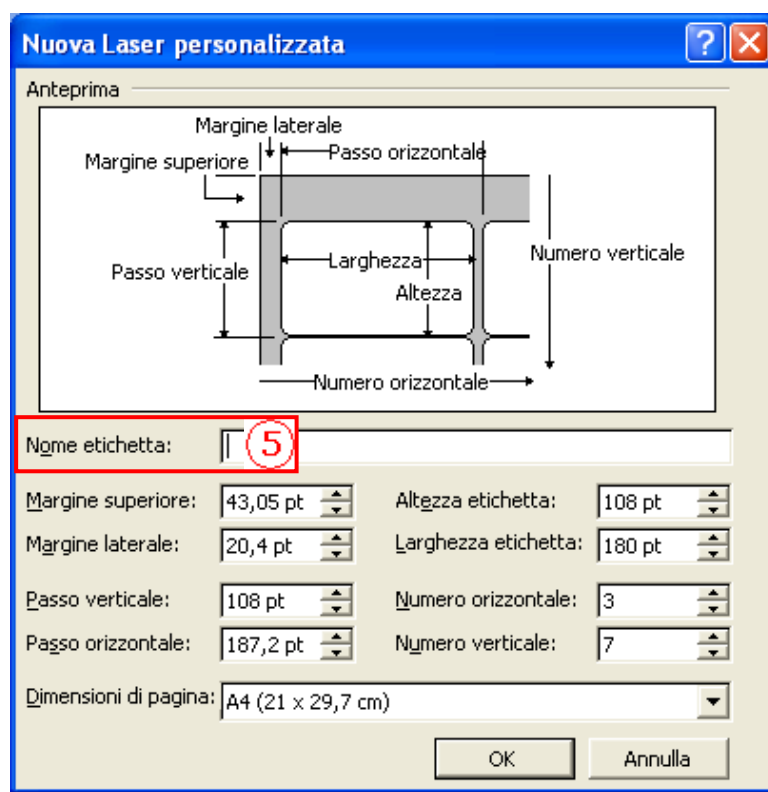 Nuova Laser personalizzata
Anteprima
Margine laterale
Passo orizzontale
Margine superiore
Passo verticale
Larghezza
Altezza
Numero verticale
Numero orizzontale
Nome etichetta: 5
Margine superiore: 43,05 pt Altezza etichetta: 108 pt
Margine laterale: 20,4 pt Larghezza etichetta: 180 pt
Passo verticale: 108 pt Numero orizzontale: 3
Passo orizzontale: 187,2 pt Numero verticale: 7
Dimensioni di pagina: A4 (21 x 29,7 cm)
OK Annulla